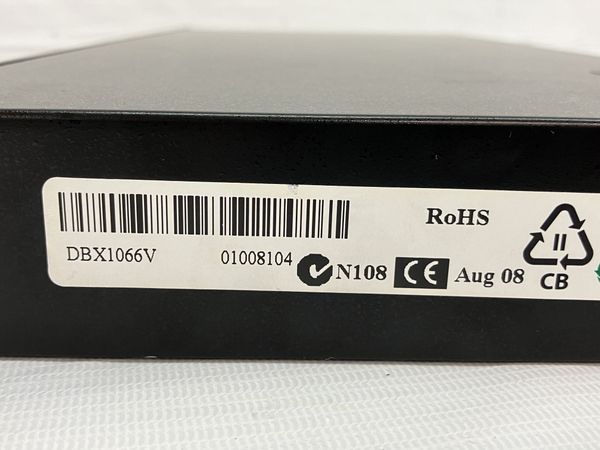 RoHS
DBX1066V 01008104
N108 CE Aug 08
II
CB